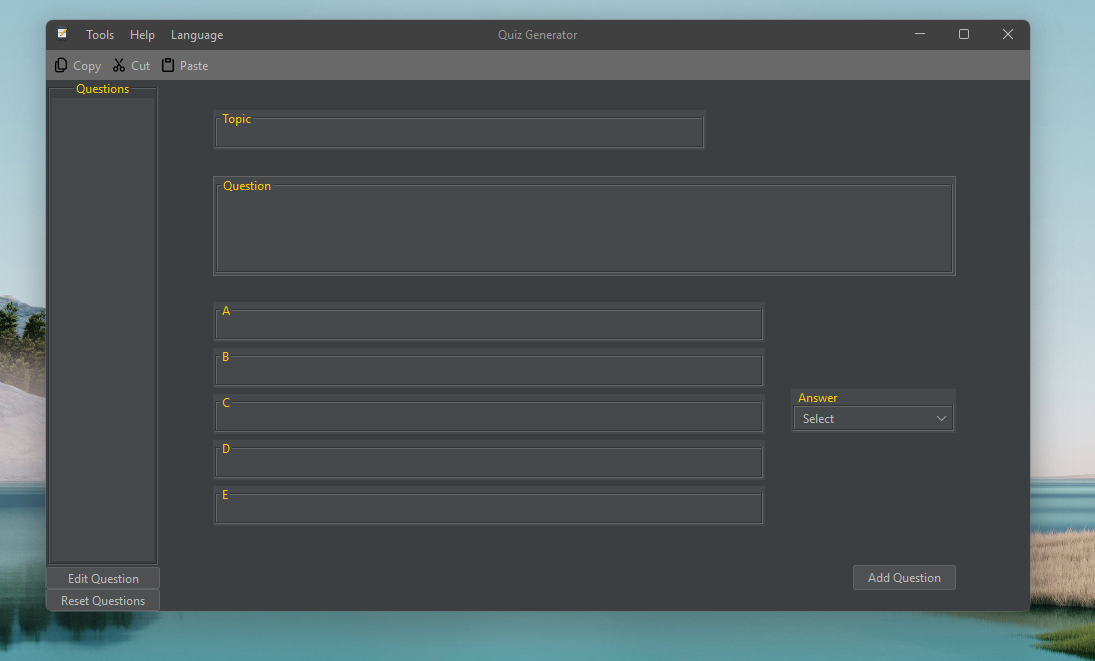 Tools Help Language Quiz Generator
Copy Cut Paste
Questions
Topic
Question
A
B
C
D
E
Answer
Select
Edit Question
Reset Questions
Add Question